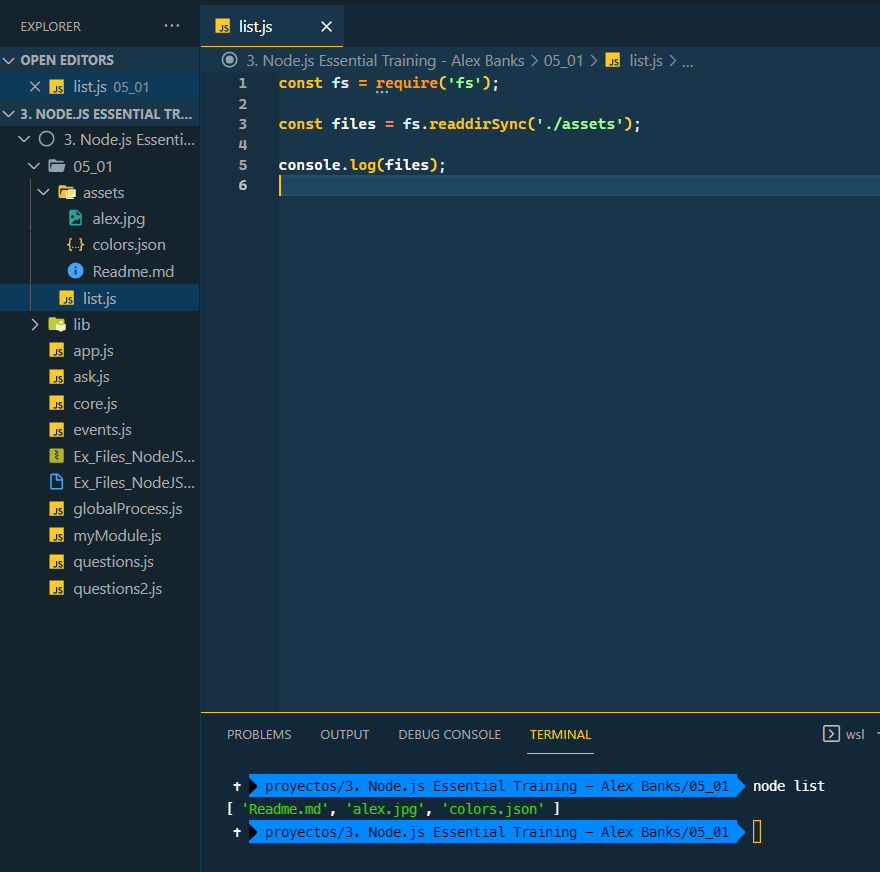 EXPLORER ...
OPEN EDITORS
list.js 05_01
3. NODE.JS ESSENTIAL TR...
3. Node.js Essenti...
05_01
assets
alex.jpg
colors.json
Readme.md
list.js
lib
app.js
ask.js
core.js
events.js
Ex_Files_NodeJS...
Ex_Files_NodeJS...
globalProcess.js
myModule.js
questions.js
questions2.js
list.js
3. Node.js Essential Training - Alex Banks > 05_01 > list.js > ...
1 const fs = require('fs');
2
3 const files = fs.readdirSync('./assets');
4
5 console.log(files);
6
PROBLEMS OUTPUT DEBUG CONSOLE TERMINAL wsl
proyectos/3. Node.js Essential Training – Alex Banks/05_01 node list
[ 'Readme.md', 'alex.jpg', 'colors.json' ]
proyectos/3. Node.js Essential Training – Alex Banks/05_01